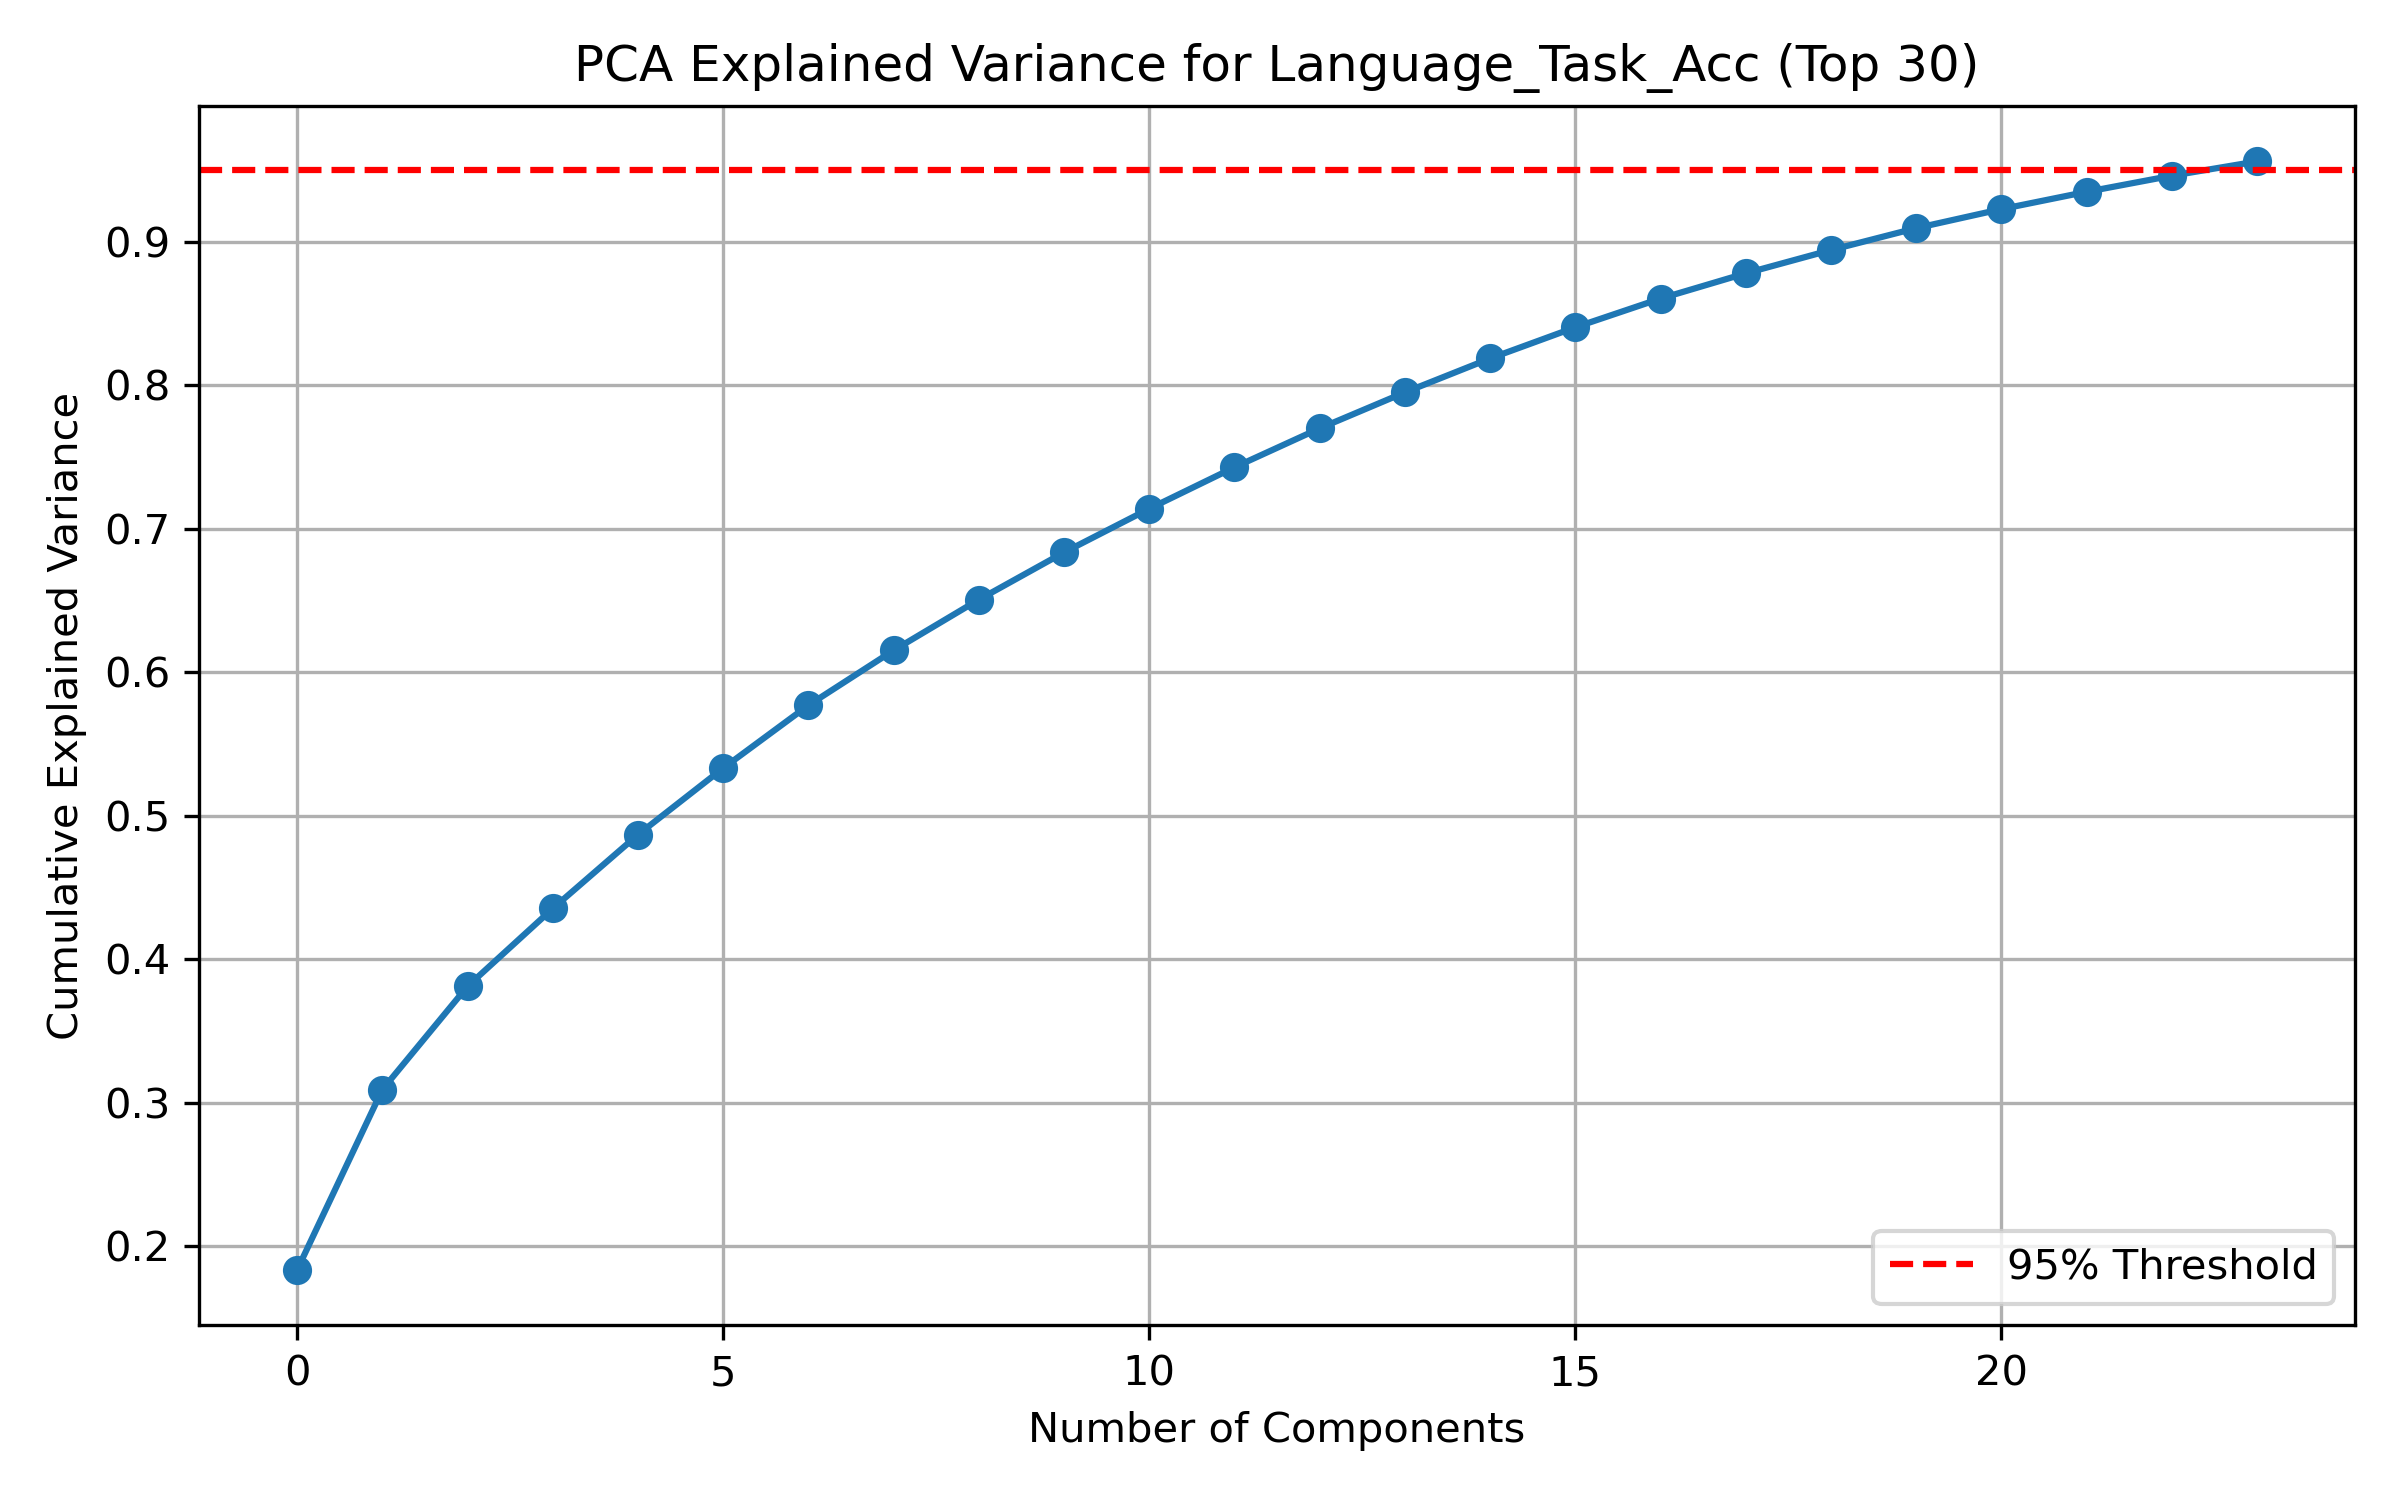 PCA Explained Variance for Language_Task_Acc (Top 30)
Cumulative Explained Variance
0.9
0.8
0.7
0.6
0.5
0.4
0.3
0.2
95% Threshold
0 5 10 15 20
Number of Components